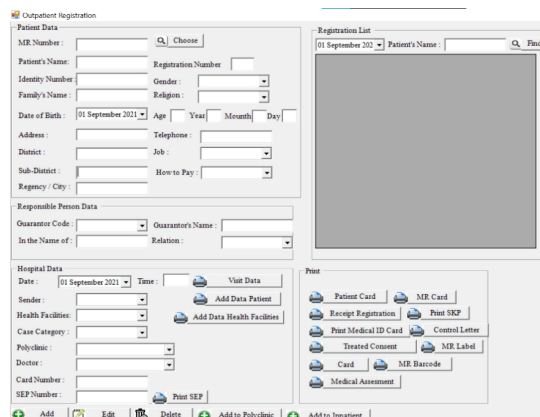 Outpatient Registration
Patient Data
MR Number :
Choose
Patient's Name:
Registration Number
Identity Number :
Gender :
Family's Name :
Religion :
Date of Birth :
01 September 2021
Age
Year
Mounth
Day
Address :
Telephone :
District :
Job :
Sub-District :
How to Pay :
Regency / City :
Responsible Person Data
Guarantor Code :
Guarantor's Name :
In the Name of :
Relation :
Hospital Data
Date :
01 September 2021
Time :
Visit Data
Sender :
Add Data Patient
Health Facilities:
Add Data Health Facilities
Case Category :
Polyclinic :
Doctor :
Card Number :
SEP Number :
Print SEP
Add
Edit
Delete
Add to Polyclinic
Add to Inpatient
Registration List
01 September 202
Patient's Name :
Find
Print
Patient Card
MR Card
Receipt Registration
Print SKP
Print Medical ID Card
Control Letter
Treated Consent
MR Label
Card
MR Barcode
Medical Assesment